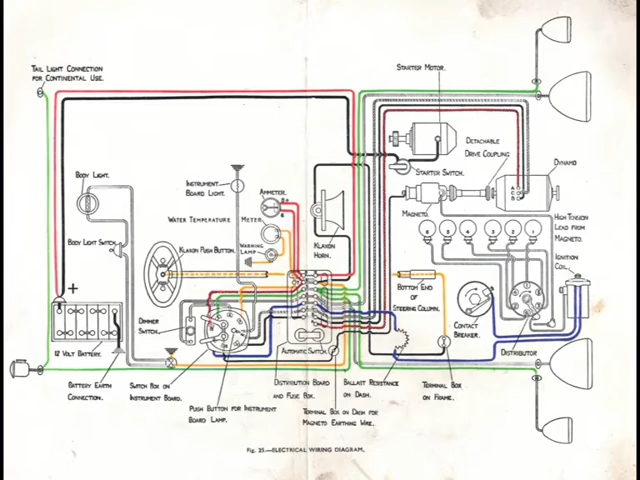 Tail Light Connection
for Continental Use.
Starter Motor.
Detachable
Drive Coupling
Starter Switch.
Dynamo
Body Light.
Instrument
Board Light.
Ammeter.
Magneto.
High Tension
Lead from
Magneto.
Water Temperature Meter
Body Light Switch
Klaxon Push Button.
Warning
Lamp
Klaxon
Horn.
Ignition
Coil.
+
Bottom End
of
Steering Column.
Contact
Breaker.
Dimmer
Switch.
12 Volt Battery.
Automatic Switch.
Distributor
Battery Earth
Connection.
Switch Box on
Instrument Board.
Distribution Board
and Fuse Box.
Ballast Resistance
on Dash.
Terminal Box
on Frame.
Push Button for Instrument
Board Lamp.
Terminal Box on Dash for
Magneto Earthing Wire.
Fig. 25.—ELECTRICAL WIRING DIAGRAM.